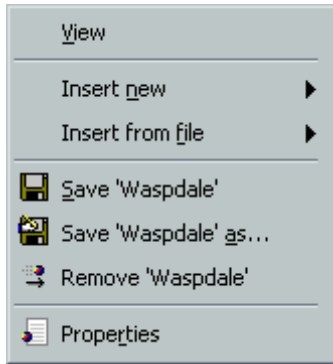 View
Insert new
Insert from file
Save 'Waspdale'
Save 'Waspdale' as...
Remove 'Waspdale'
Properties